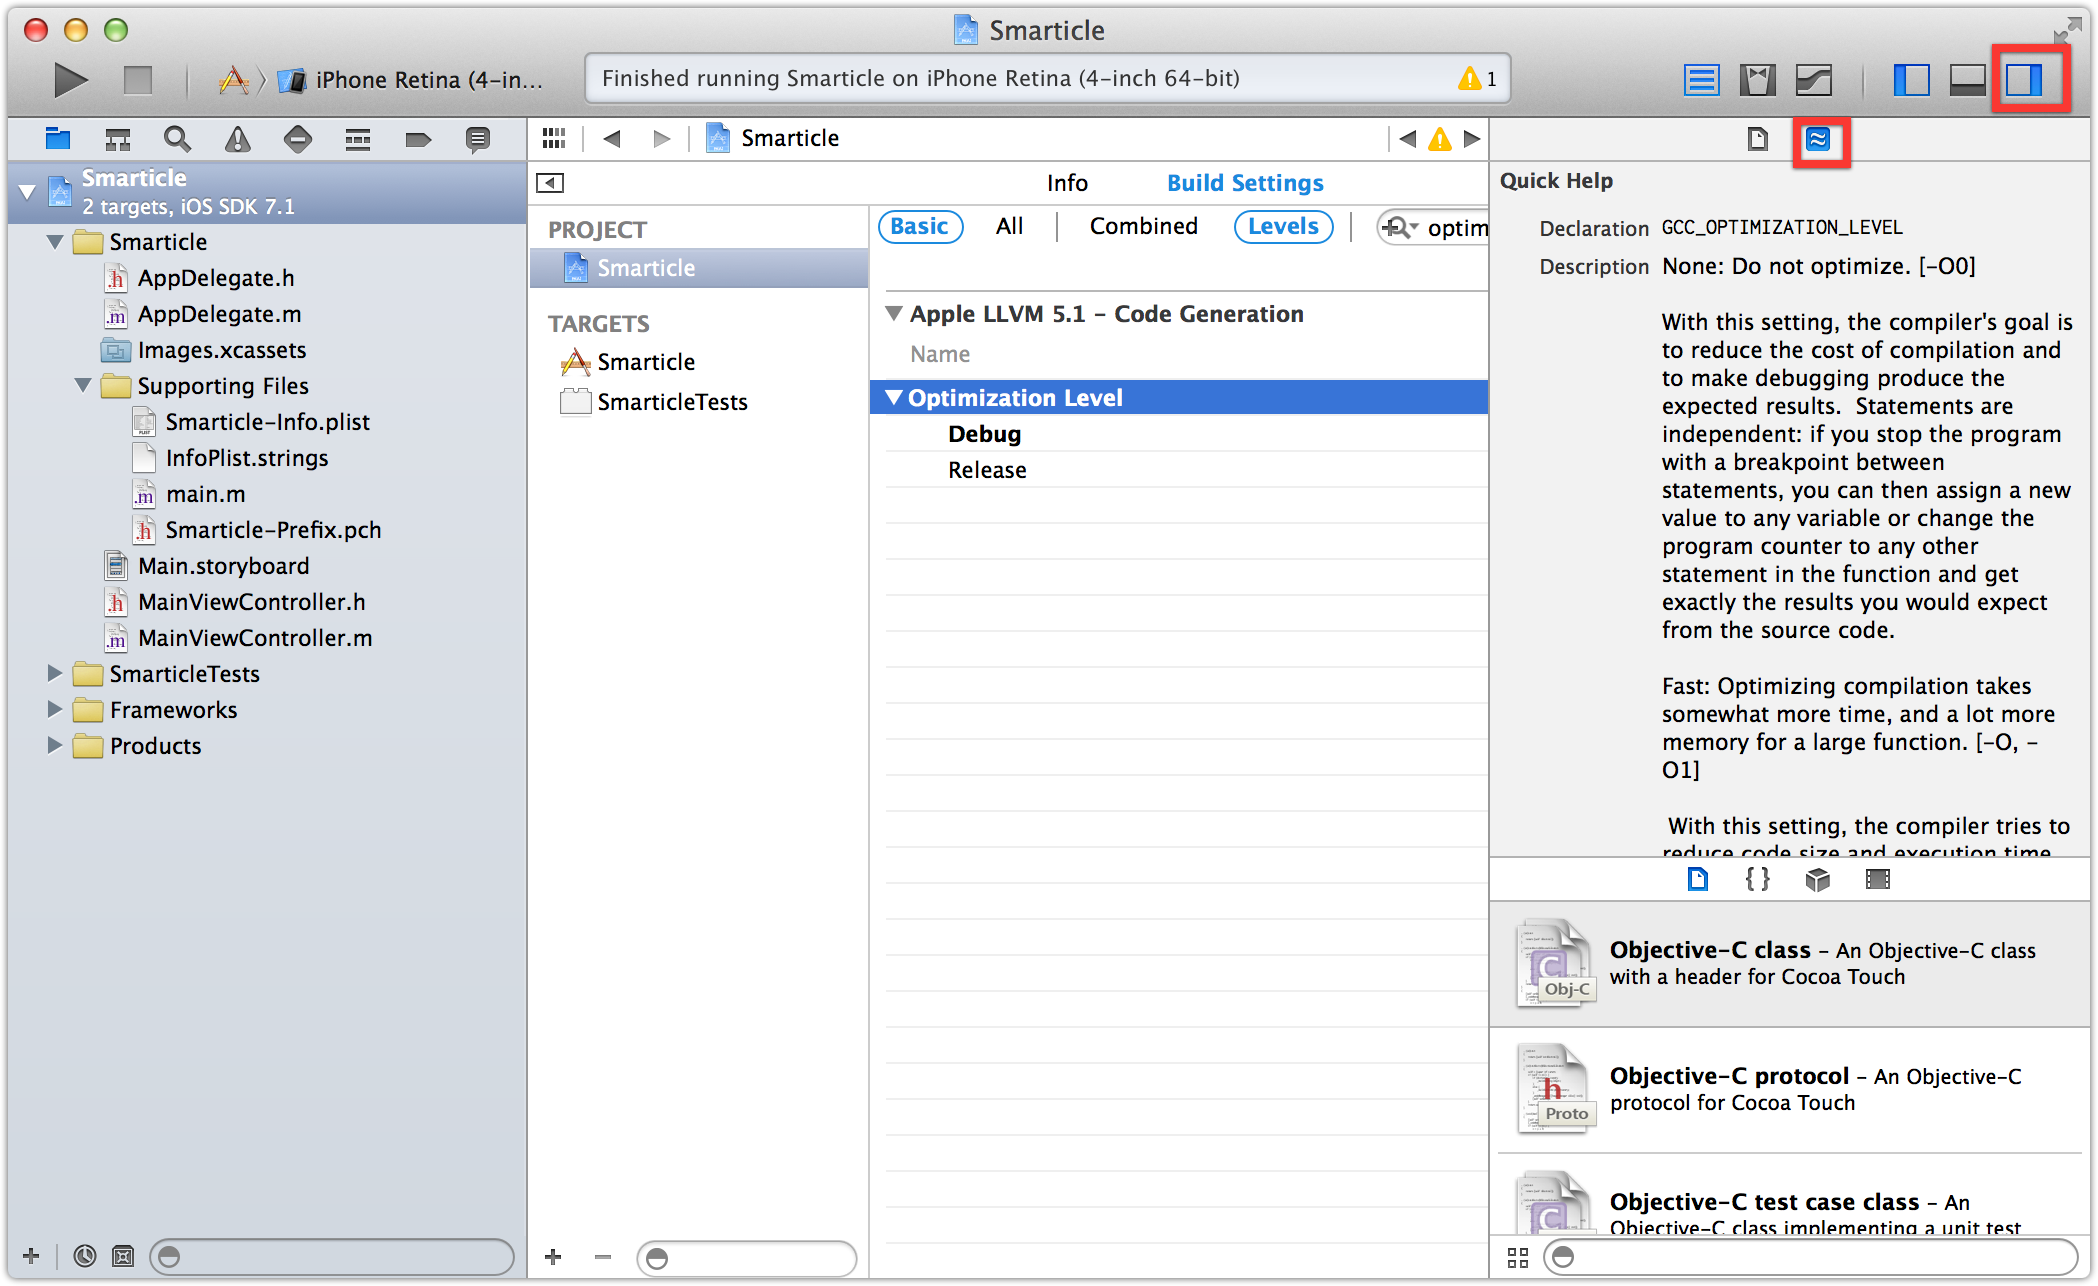 Smarticle
iPhone Retina (4-in...
Finished running Smarticle on iPhone Retina (4-inch 64-bit)
1
Smarticle
2 targets, iOS SDK 7.1
Smarticle
AppDelegate.h
AppDelegate.m
Images.xcassets
Supporting Files
Smarticle-Info.plist
InfoPlist.strings
main.m
Smarticle-Prefix.pch
Main.storyboard
MainViewController.h
MainViewController.m
SmarticleTests
Frameworks
Products
Smarticle
Info
Build Settings
PROJECT
Smarticle
TARGETS
Smarticle
SmarticleTests
Basic
All
Combined
Levels
optim
Apple LLVM 5.1 - Code Generation
Name
Optimization Level
Debug
Release
Quick Help
Declaration GCC_OPTIMIZATION_LEVEL
Description None: Do not optimize. [-O0]
With this setting, the compiler's goal is
to reduce the cost of compilation and
to make debugging produce the
expected results.  Statements are
independent: if you stop the program
with a breakpoint between
statements, you can then assign a new
value to any variable or change the
program counter to any other
statement in the function and get
exactly the results you would expect
from the source code.
Fast: Optimizing compilation takes
somewhat more time, and a lot more
memory for a large function. [-O, -
O1]
With this setting, the compiler tries to
reduce code size and execution time
{ }
Obj-C
Objective-C class - An Objective-C class
with a header for Cocoa Touch
Proto
Objective-C protocol - An Objective-C
protocol for Cocoa Touch
Objective-C test case class - An
Objective-C class implementing a unit test